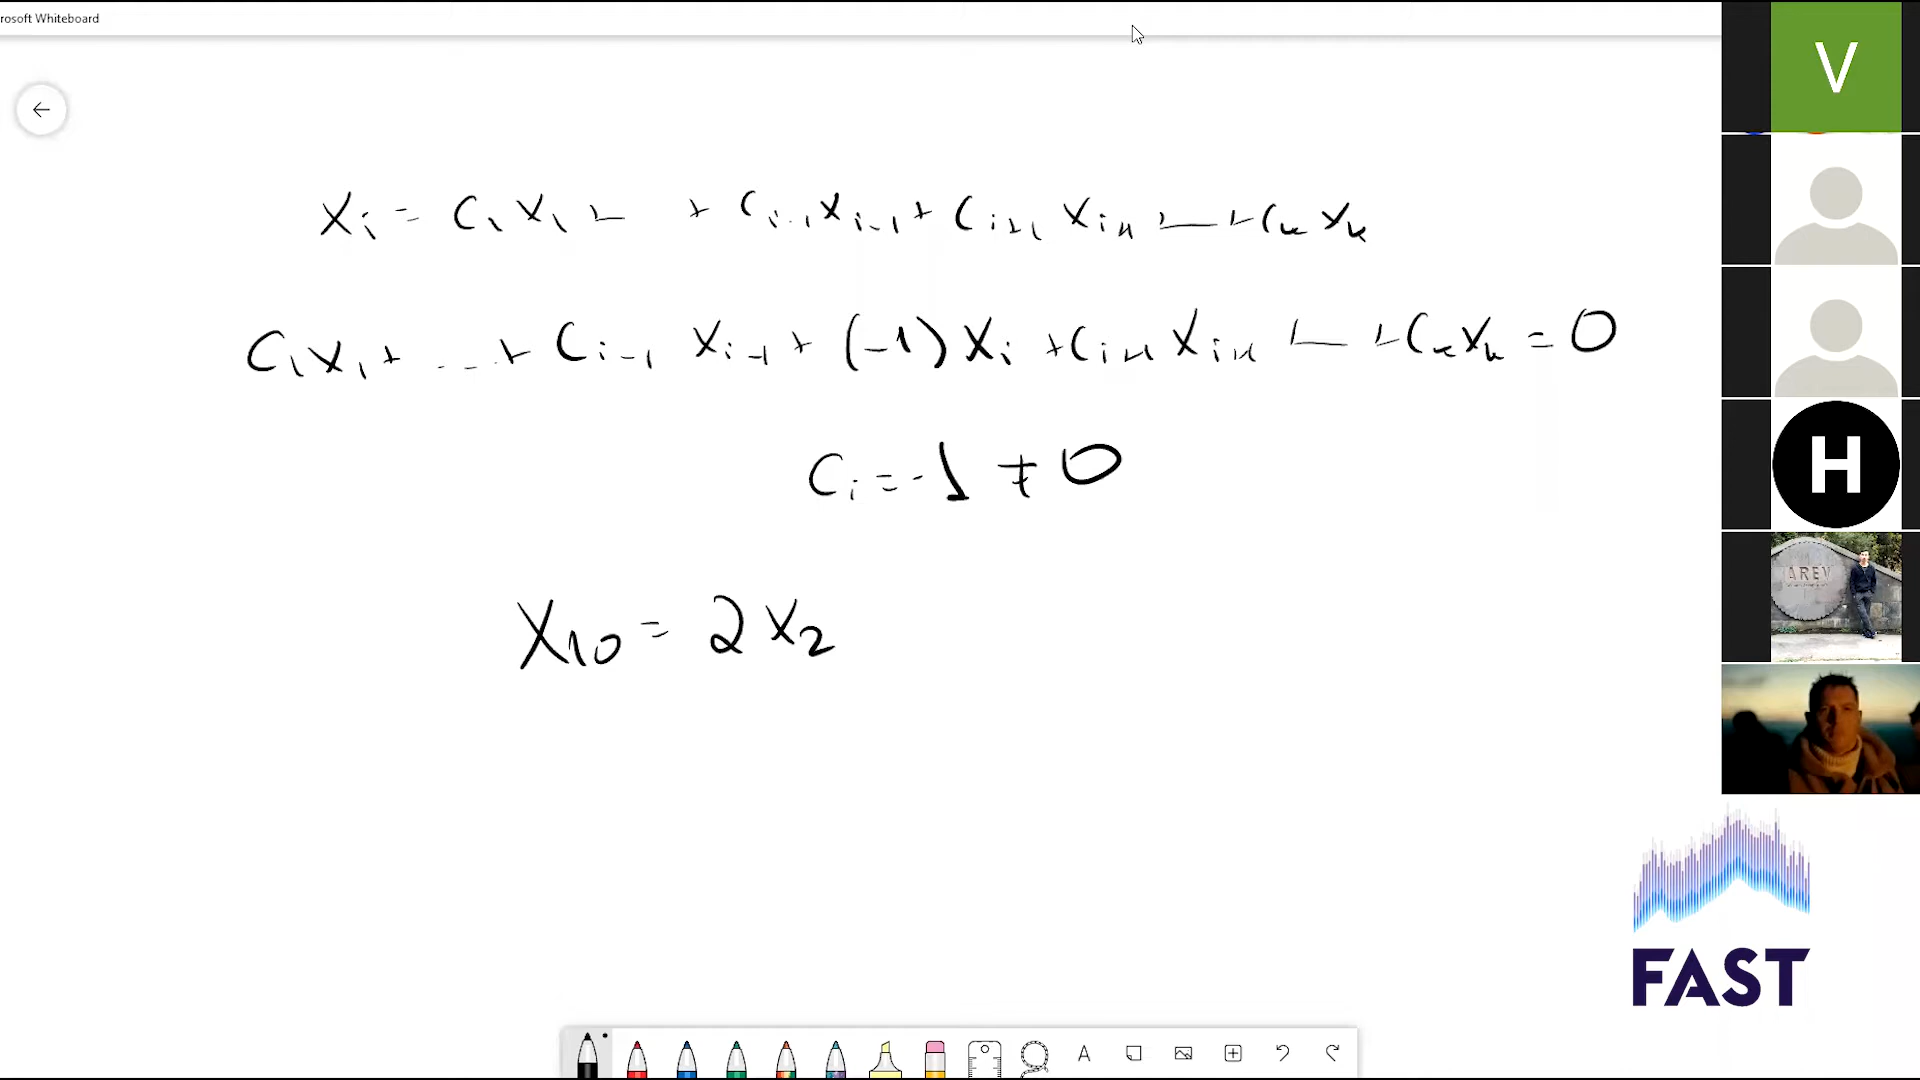 rosoft Whiteboard
V
xᵢ = c₁x₁ + — + cᵢ₋₁xᵢ₋₁ + cᵢ₊₁xᵢ₊₁ + — + cₖxₖ
c₁x₁ + ... + cᵢ₋₁xᵢ₋₁ + (-1)xᵢ + cᵢ₊₁xᵢ₊₁ + — + cₖxₖ = 0
cᵢ = -1 ≠ 0
H
AREV
x₁₀ = 2x₂
FAST
A